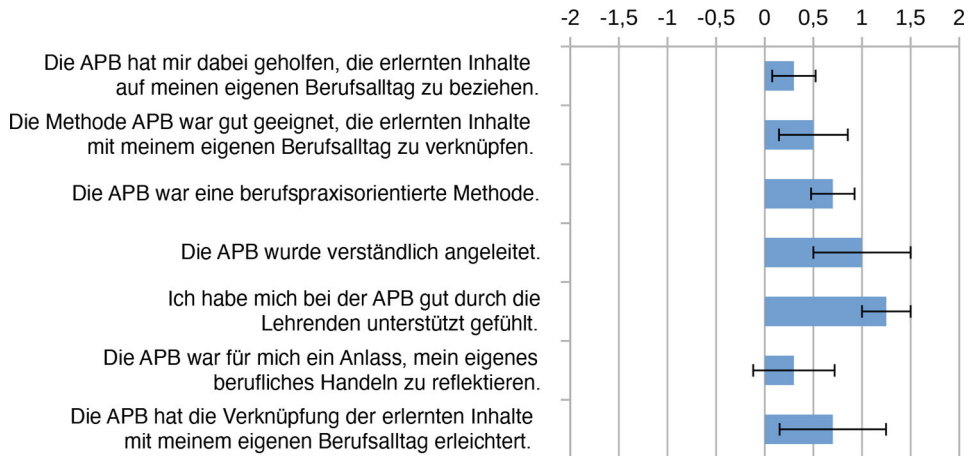 -2 -1,5 -1 -0,5 0 0,5 1 1,5 2
Die APB hat mir dabei geholfen, die erlernten Inhalte
auf meinen eigenen Berufsalltag zu beziehen.
Die Methode APB war gut geeignet, die erlernten Inhalte
mit meinem eigenen Berufsalltag zu verknüpfen.
Die APB war eine berufspraxisorientierte Methode.
Die APB wurde verständlich angeleitet.
Ich habe mich bei der APB gut durch die
Lehrenden unterstützt gefühlt.
Die APB war für mich ein Anlass, mein eigenes
berufliches Handeln zu reflektieren.
Die APB hat die Verknüpfung der erlernten Inhalte
mit meinem eigenen Berufsalltag erleichtert.